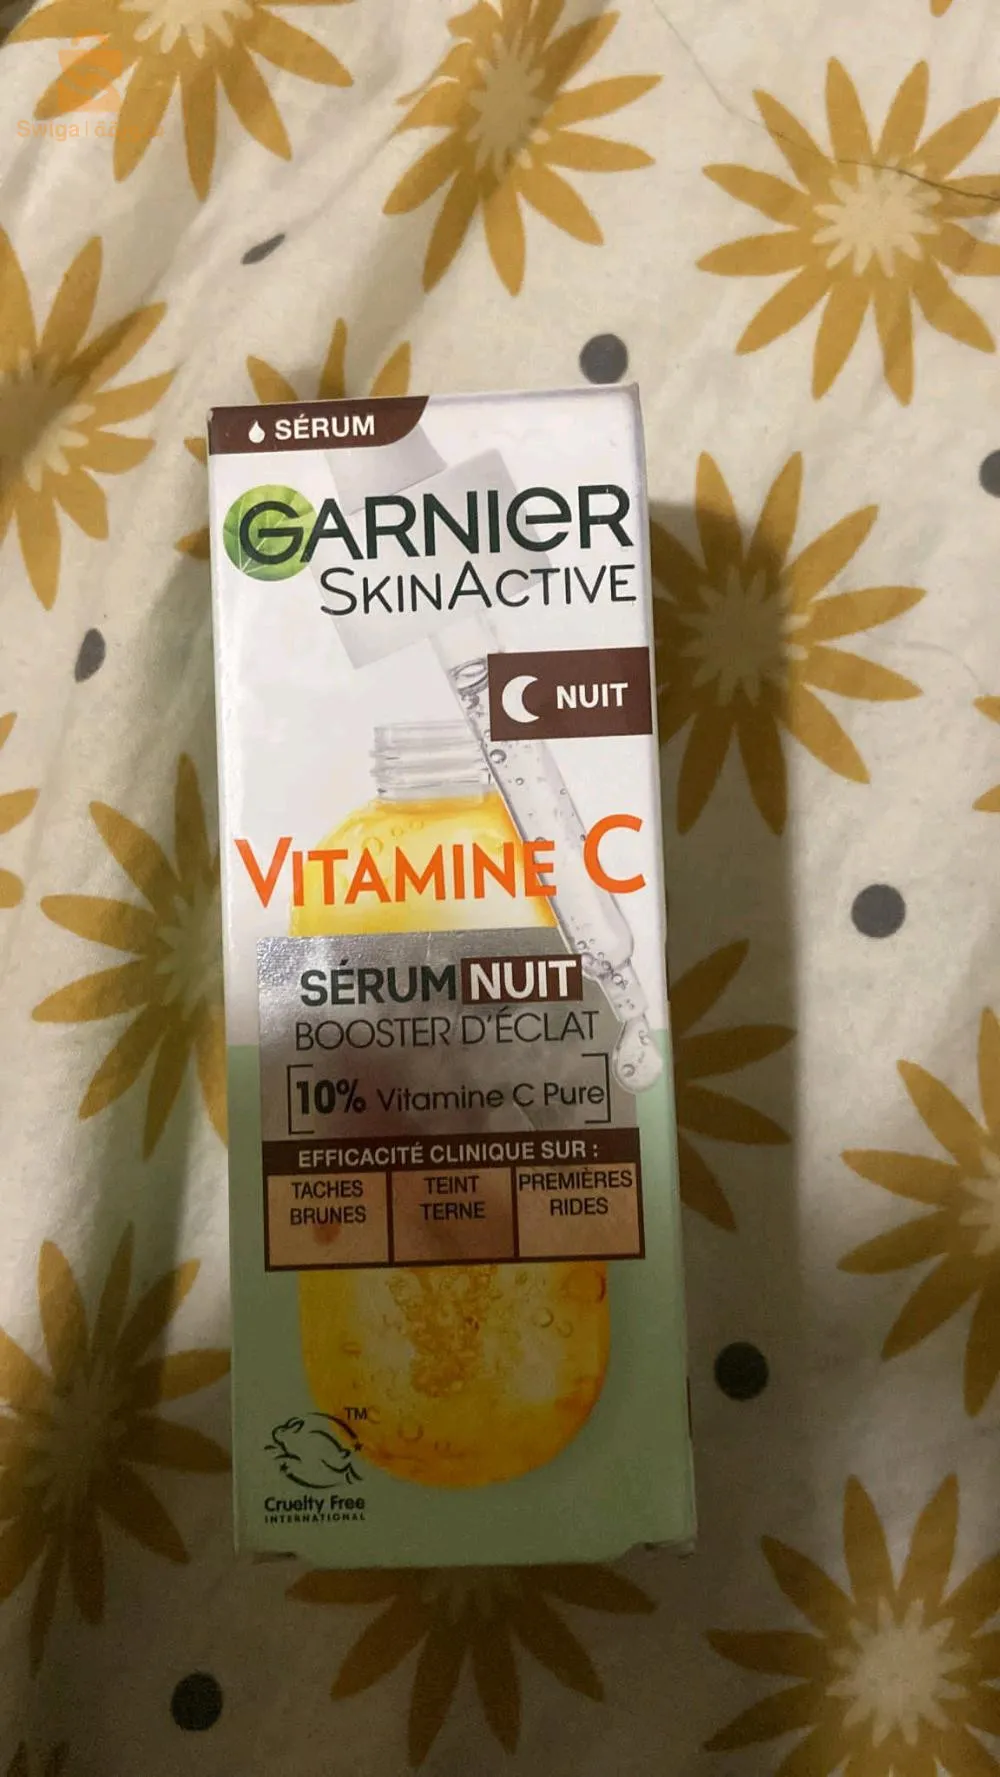 SÉRUM
GARNIER
SKINACTIVE
NUIT
VITAMINE C
SÉRUM NUIT
BOOSTER D'ÉCLAT
10% Vitamine C Pure
EFFICACITÉ CLINIQUE SUR :
TACHES BRUNES
TEINT TERNE
PREMIÈRES RIDES
TM
Cruelty Free
INTERNATIONAL